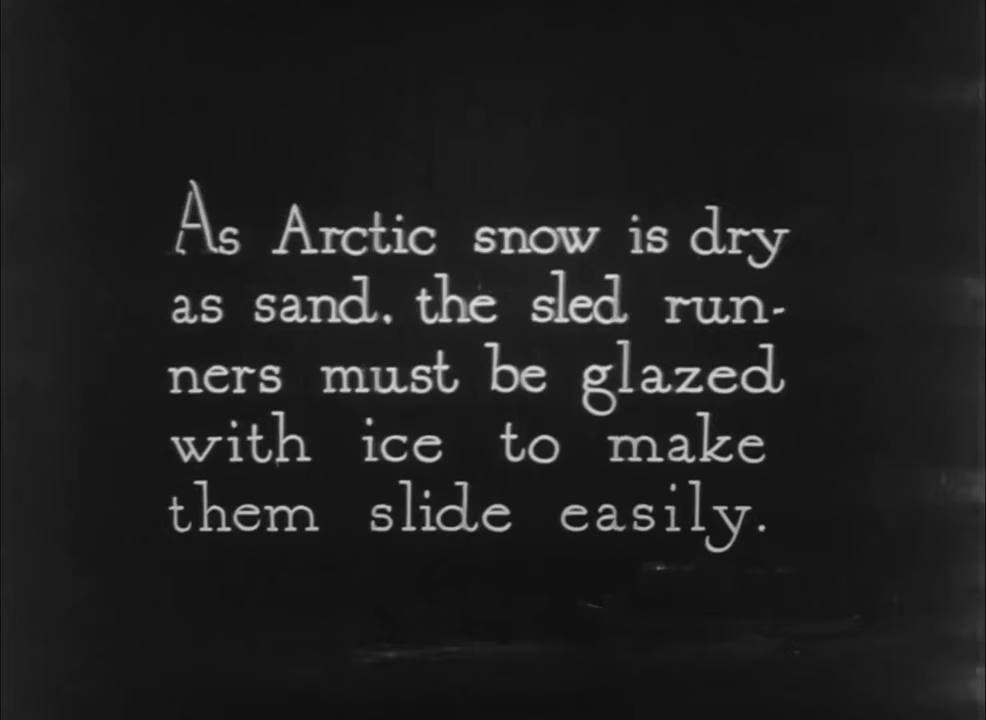 As Arctic snow is dry
as sand. the sled run-
ners must be glazed
with ice to make
them slide easily.